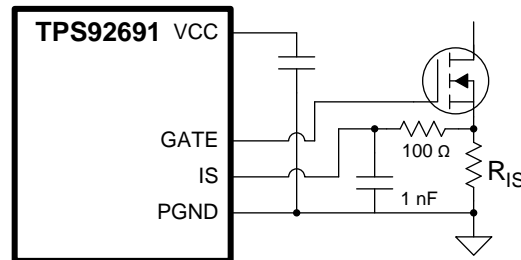 TPS92691 VCC
GATE
100 Ω
IS
1 nF
R_IS
PGND